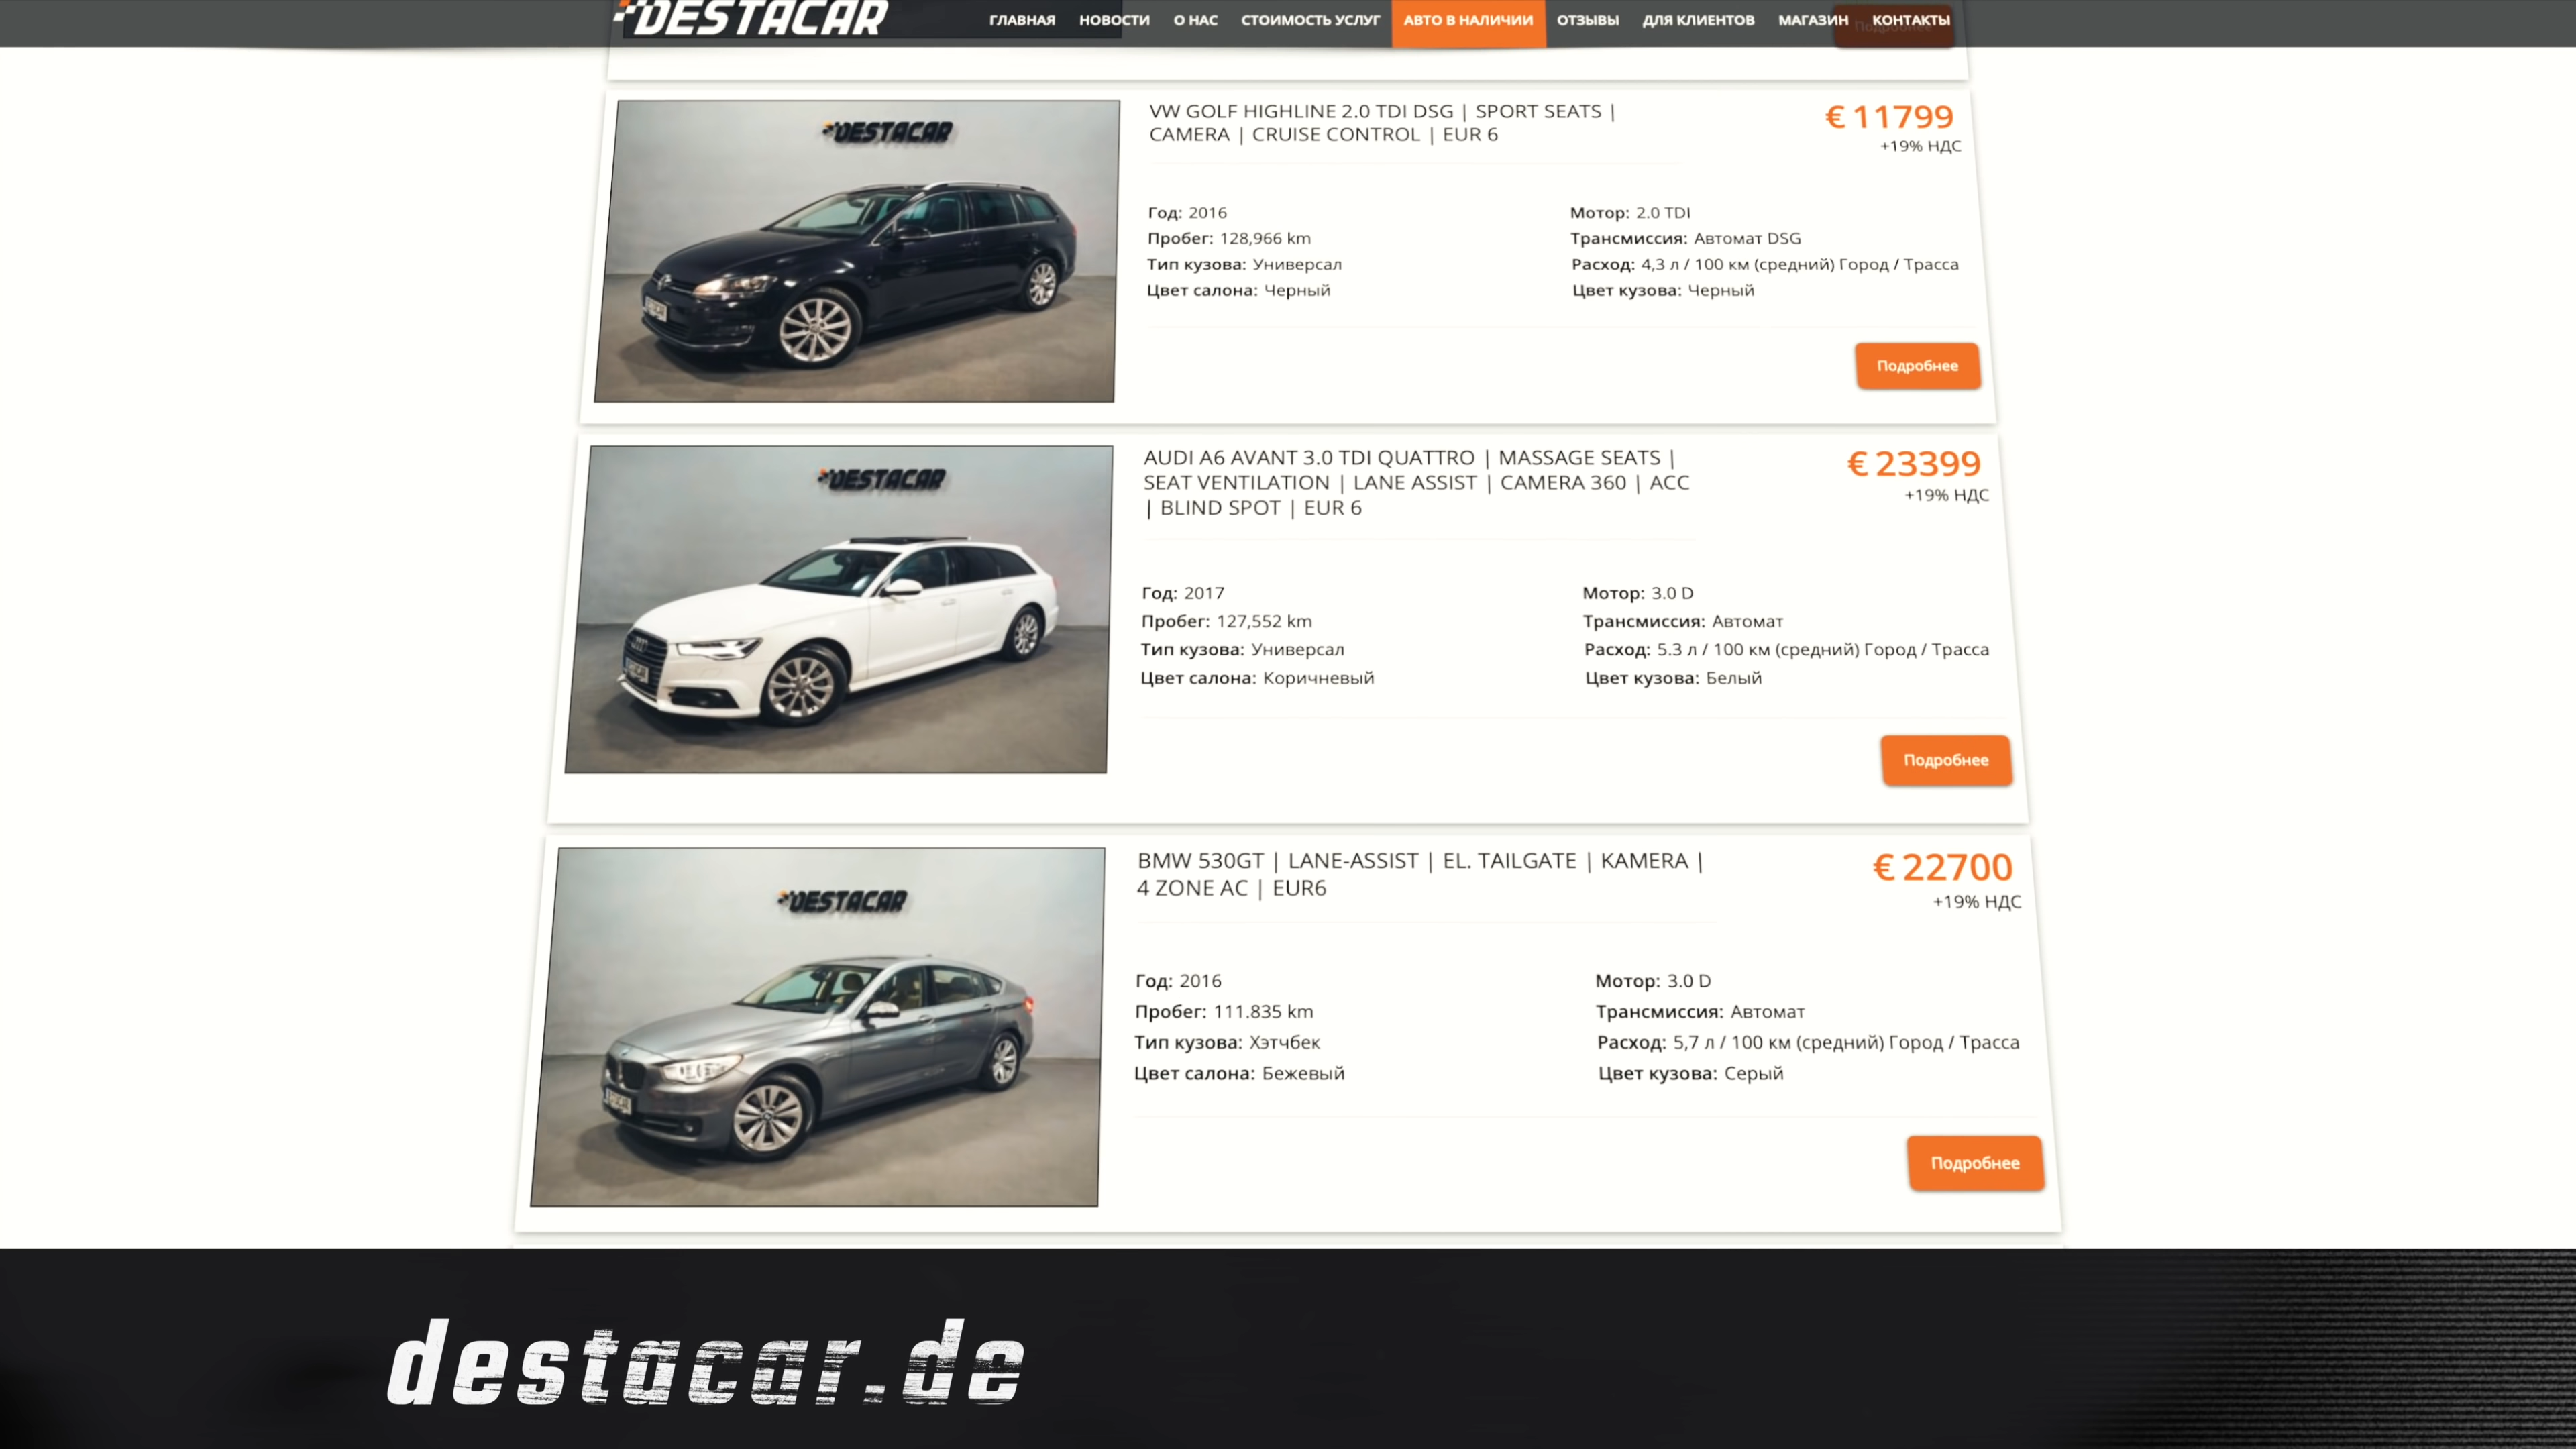 DESTACAR
ГЛАВНАЯ НОВОСТИ О НАС СТОИМОСТЬ УСЛУГ АВТО В НАЛИЧИИ ОТЗЫВЫ ДЛЯ КЛИЕНТОВ МАГАЗИН КОНТАКТЫ
Подробнее
DESTACAR
VW GOLF HIGHLINE 2.0 TDI DSG | SPORT SEATS |
CAMERA | CRUISE CONTROL | EUR 6
€ 11799
+19% НДС
Год: 2016
Пробег: 128,966 km
Тип кузова: Универсал
Цвет салона: Черный
Мотор: 2.0 TDI
Трансмиссия: Автомат DSG
Расход: 4,3 л / 100 км (средний) Город / Трасса
Цвет кузова: Черный
Подробнее
DESTACAR
AUDI A6 AVANT 3.0 TDI QUATTRO | MASSAGE SEATS |
SEAT VENTILATION | LANE ASSIST | CAMERA 360 | ACC
| BLIND SPOT | EUR 6
€ 23399
+19% НДС
Год: 2017
Пробег: 127,552 km
Тип кузова: Универсал
Цвет салона: Коричневый
Мотор: 3.0 D
Трансмиссия: Автомат
Расход: 5.3 л / 100 км (средний) Город / Трасса
Цвет кузова: Белый
Подробнее
DESTACAR
BMW 530GT | LANE-ASSIST | EL. TAILGATE | KAMERA |
4 ZONE AC | EUR6
€ 22700
+19% НДС
Год: 2016
Пробег: 111.835 km
Тип кузова: Хэтчбек
Цвет салона: Бежевый
Мотор: 3.0 D
Трансмиссия: Автомат
Расход: 5,7 л / 100 км (средний) Город / Трасса
Цвет кузова: Серый
Подробнее
destacar.de